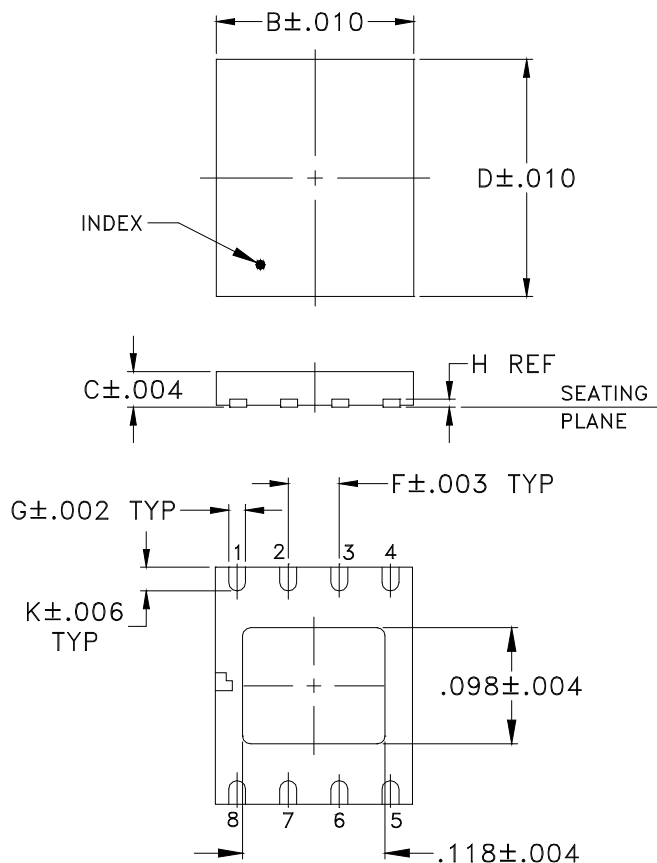 B±.010
D±.010
INDEX
H REF
C±.004
SEATING
PLANE
F±.003 TYP
G±.002 TYP
1 2 3 4
K±.006
TYP
.098±.004
8 7 6 5
.118±.004